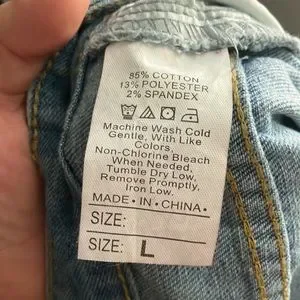 85% COTTON
13% POLYESTER
2% SPANDEX
Machine Wash Cold
Gentle, With Like
Colors,
Non-Chlorine Bleach
When Needed,
Tumble Dry Low,
Remove Promptly,
Iron Low.
MADE·IN·CHINA·
SIZE:
SIZE: L